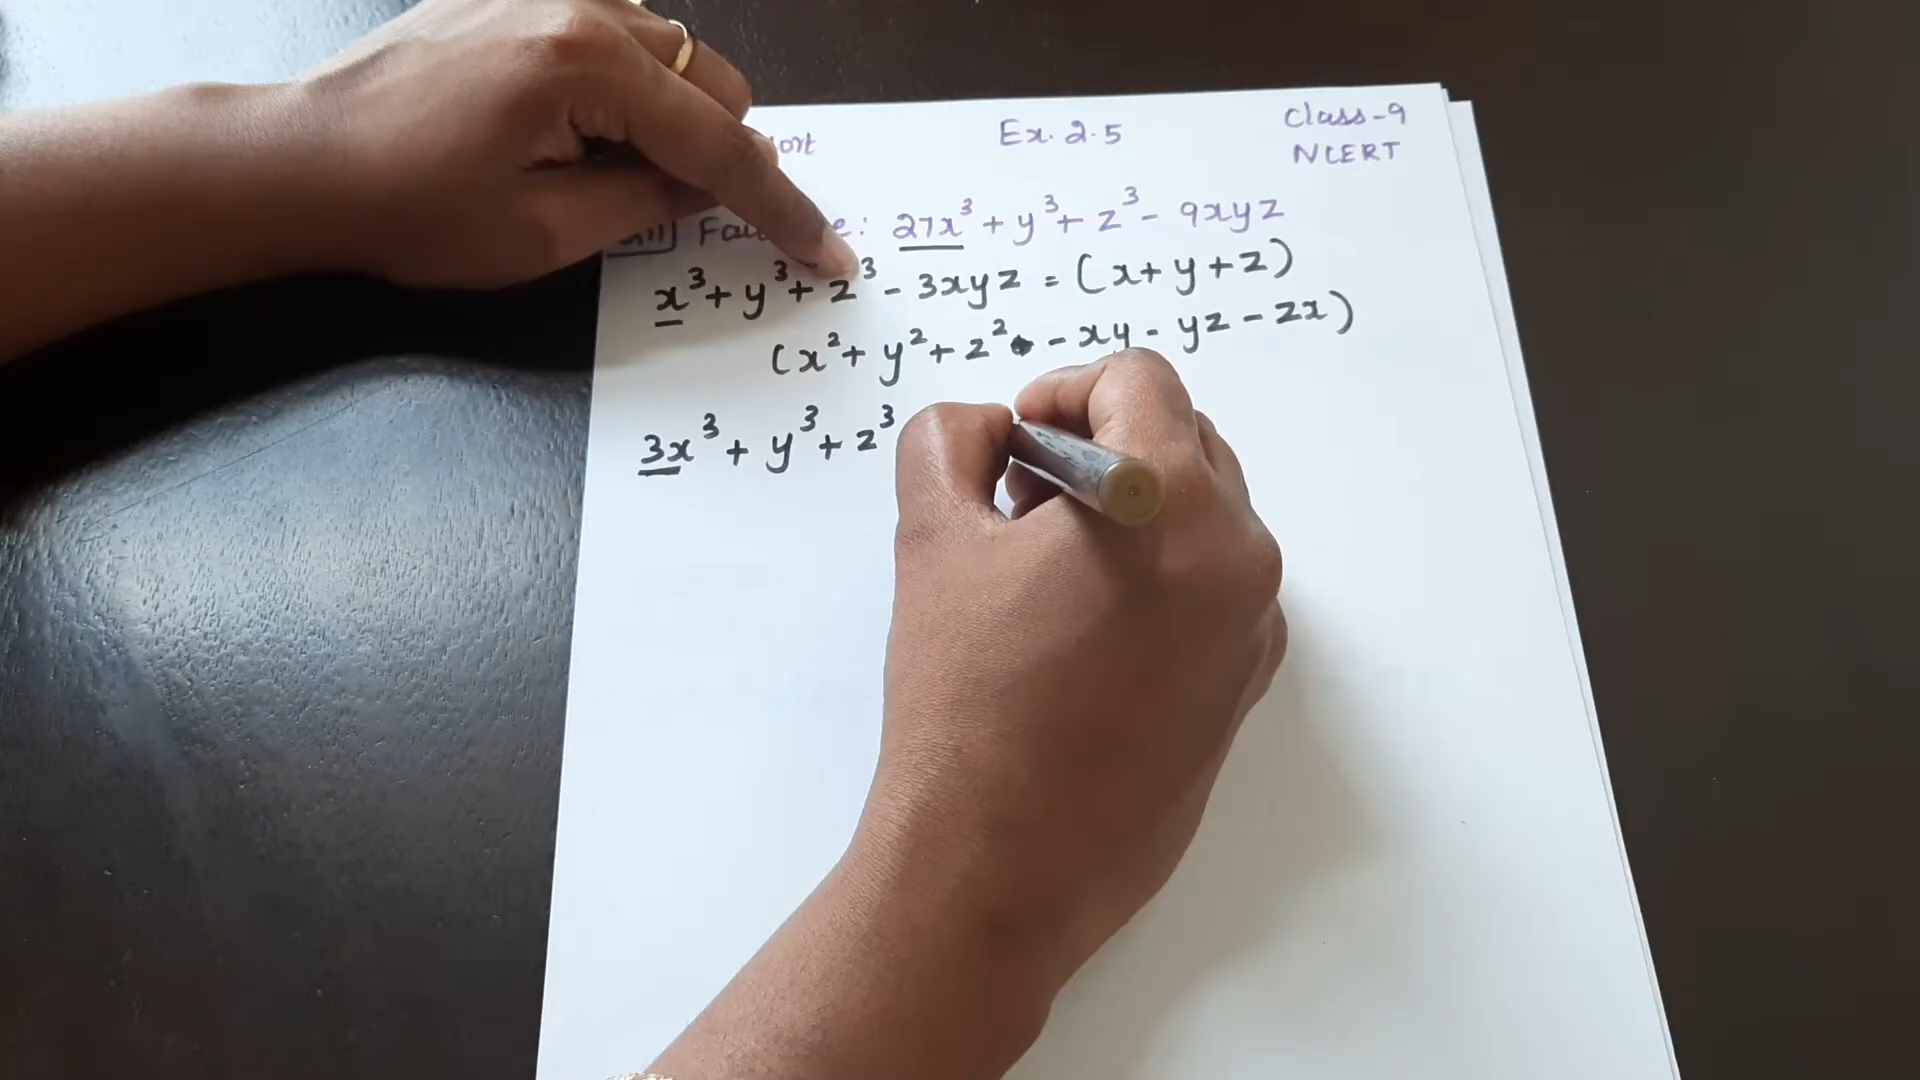 Ex. 2.5
Class-9
NCERT
: 27x³ + y³ + z³ - 9xyz
x³ + y³ + z³ - 3xyz = (x + y + z)
(x² + y² + z² - xy - yz - zx)
3x³ + y³ + z³